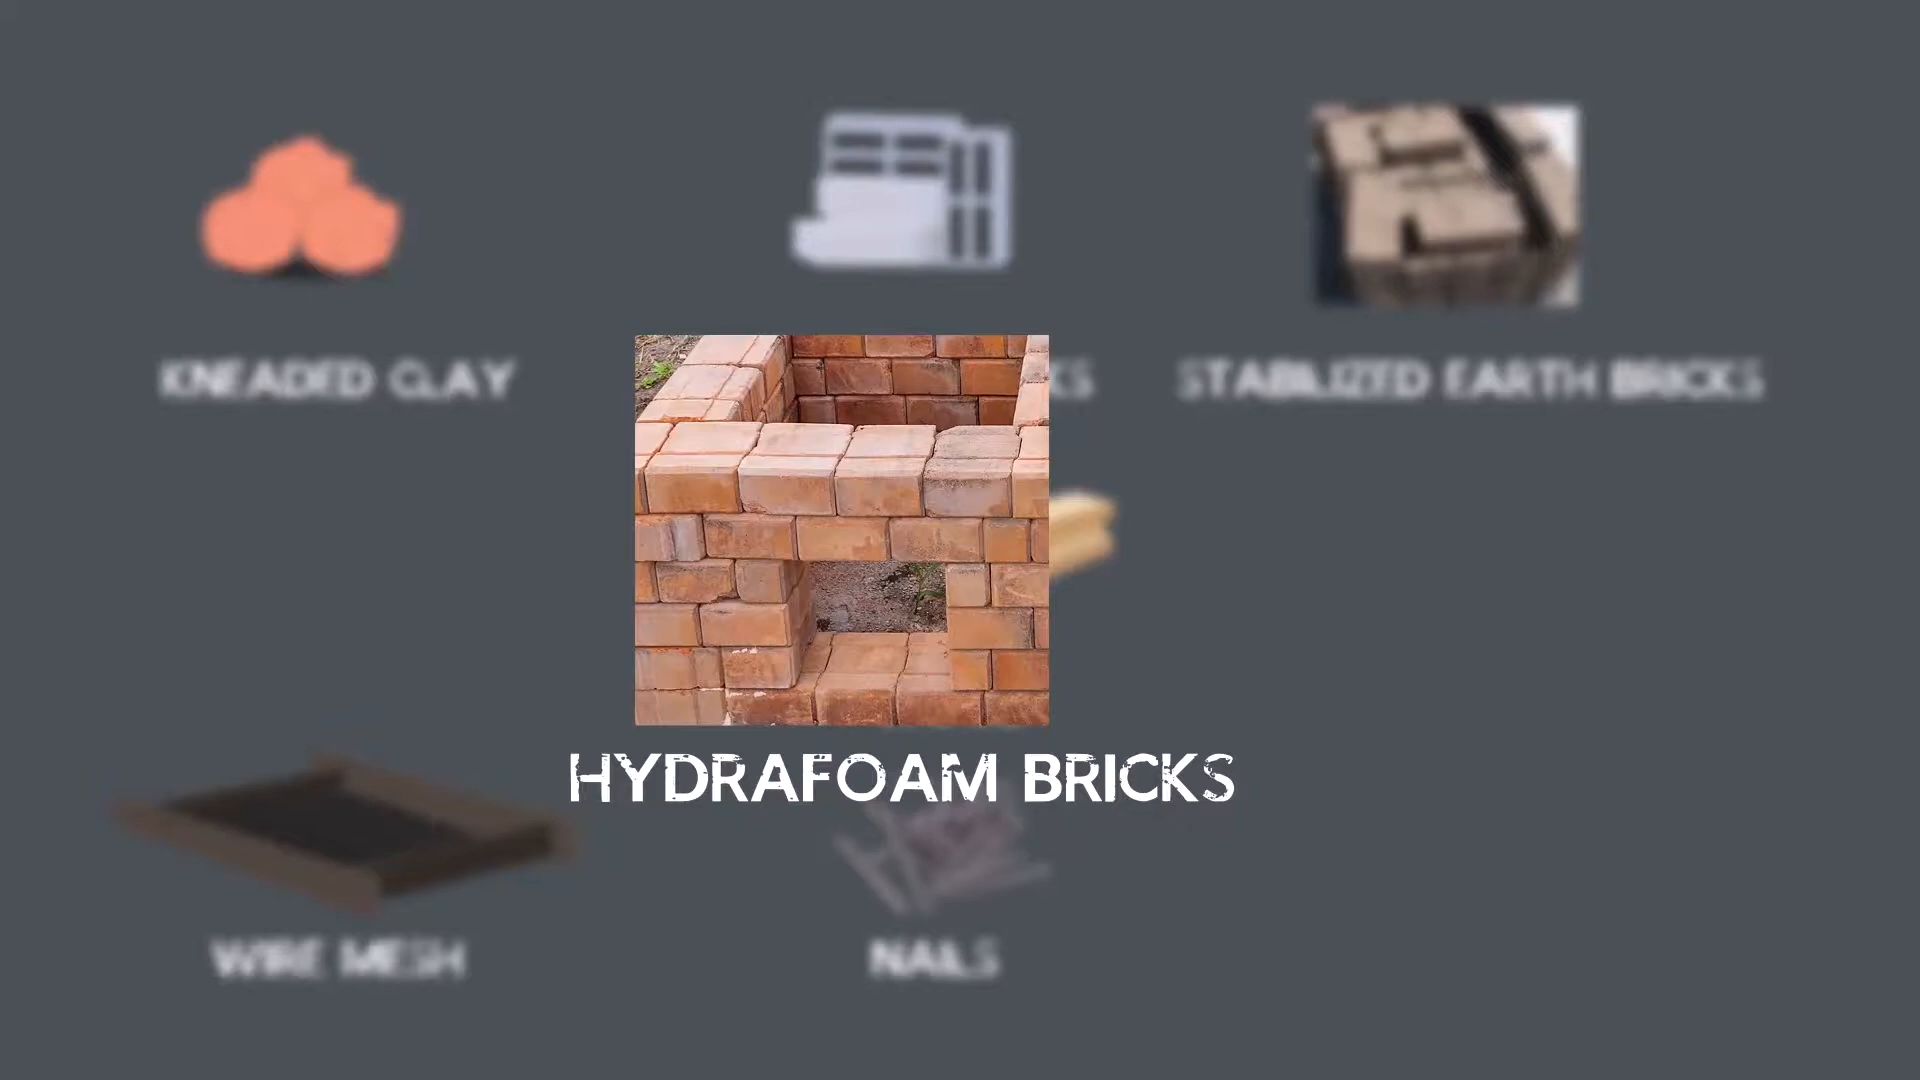 KNEADED CLAY
STABILIZED EARTH BRICKS
HYDRAFOAM BRICKS
WIRE MESH
NAILS